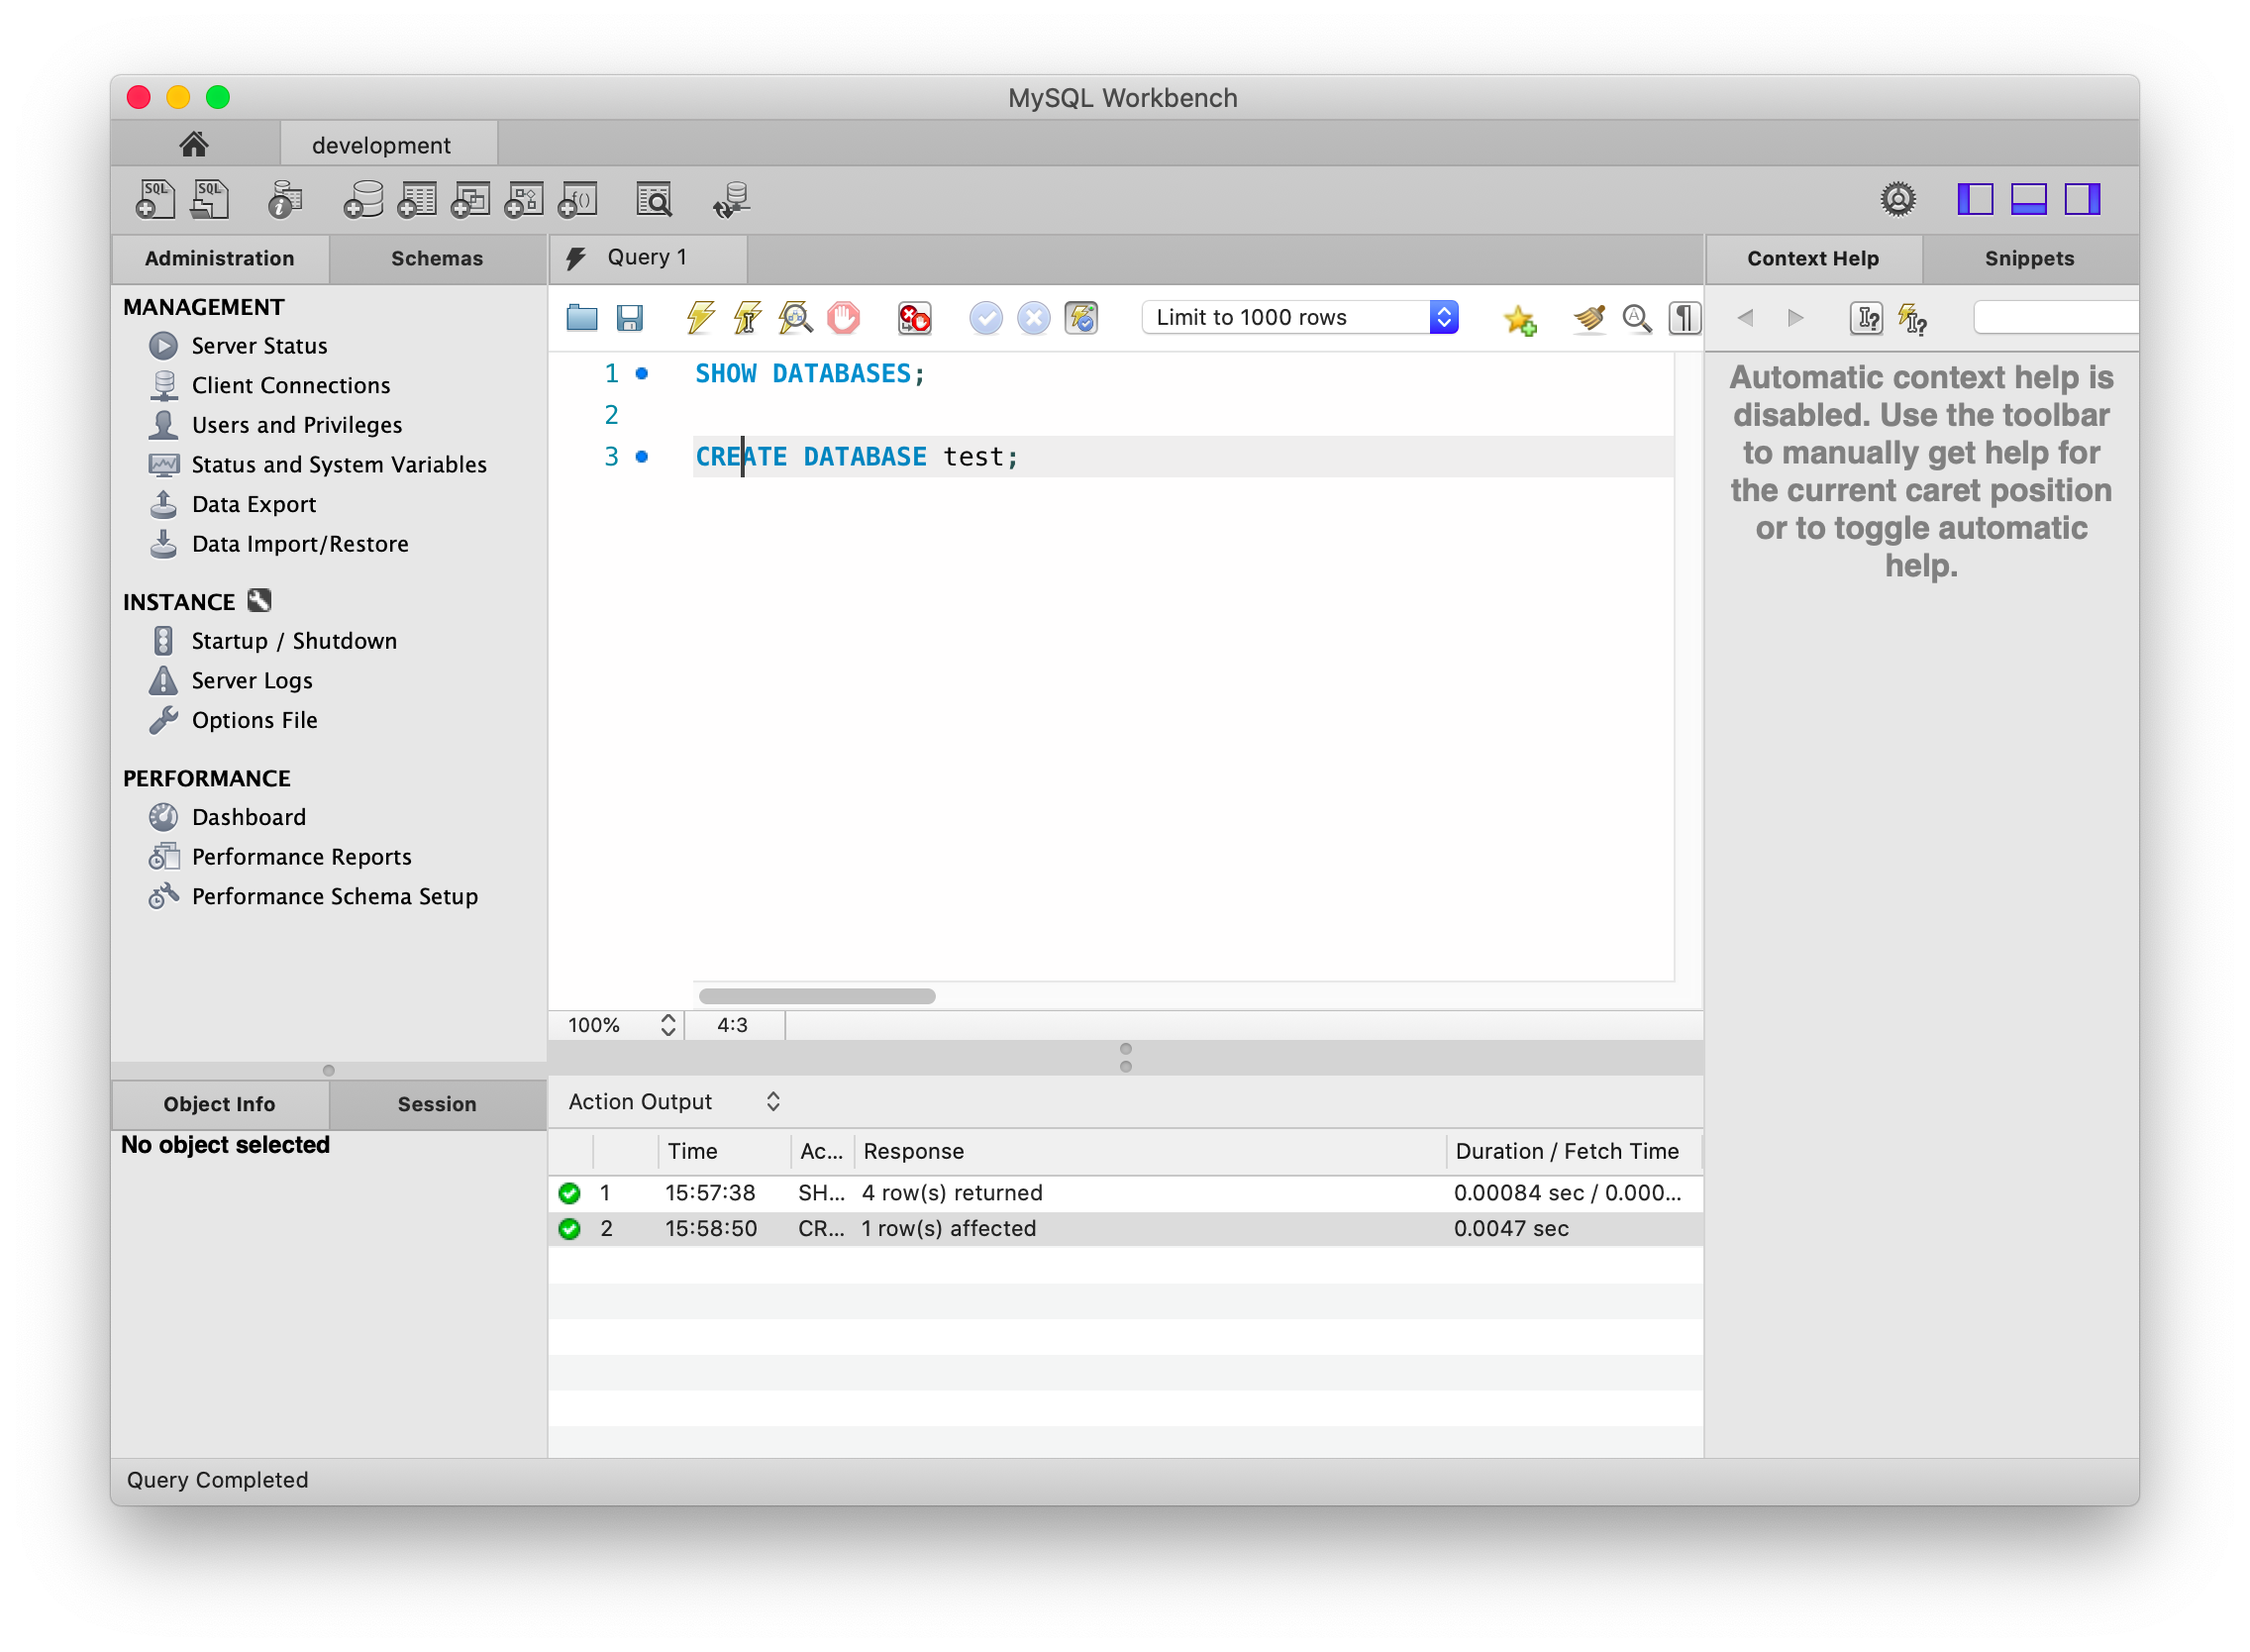 MySQL Workbench
development
SQL
SQL
Administration
Schemas
Query 1
Context Help
Snippets
MANAGEMENT
Server Status
Client Connections
Users and Privileges
Status and System Variables
Data Export
Data Import/Restore
INSTANCE
Startup / Shutdown
Server Logs
Options File
PERFORMANCE
Dashboard
Performance Reports
Performance Schema Setup
Limit to 1000 rows
1 SHOW DATABASES;
2
3 CREATE DATABASE test;
100%
4:3
Automatic context help is
disabled. Use the toolbar
to manually get help for
the current caret position
or to toggle automatic
help.
Object Info
Session
No object selected
Action Output
Time Ac... Response Duration / Fetch Time
1 15:57:38 SH... 4 row(s) returned 0.00084 sec / 0.000...
2 15:58:50 CR... 1 row(s) affected 0.0047 sec
Query Completed